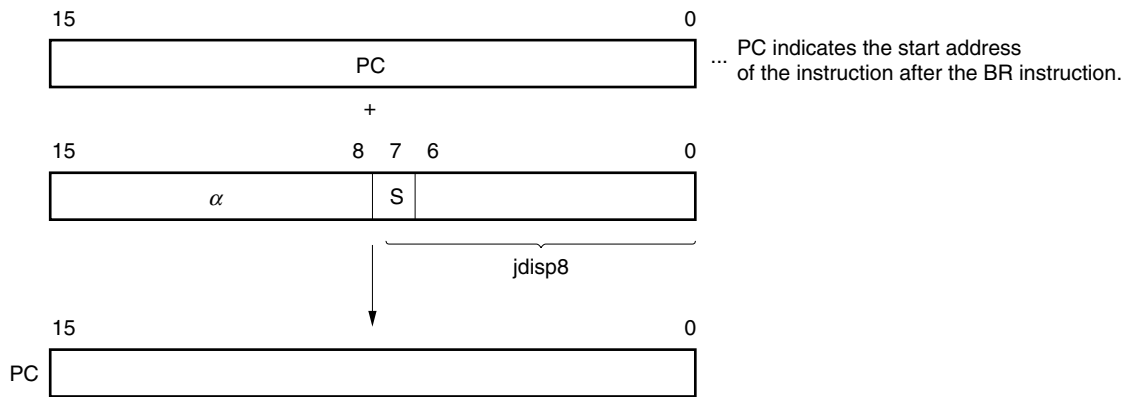 15 0
PC ... PC indicates the start address
of the instruction after the BR instruction.
+
15 8 7 6 0
α S
jdisp8
15 0
PC